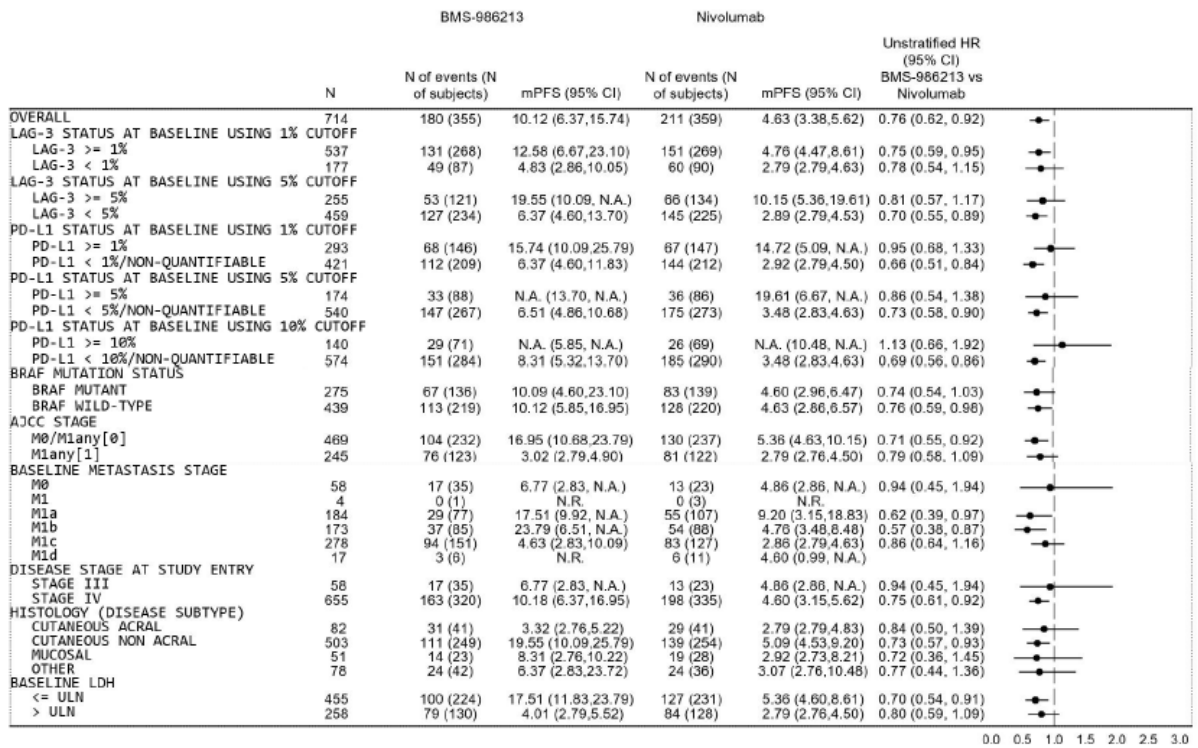 BMS-986213 Nivolumab
Unstratified HR
(95% CI)
N of events (N N of events (N BMS-986213 vs
N of subjects) mPFS (95% CI) of subjects) mPFS (95% CI) Nivolumab
OVERALL 714 180 (355) 10.12 (6.37,15.74) 211 (359) 4.63 (3.38,5.62) 0.76 (0.62, 0.92)
LAG-3 STATUS AT BASELINE USING 1% CUTOFF
LAG-3 >= 1% 537 131 (268) 12.58 (6.67,23.10) 151 (269) 4.76 (4.47,8.61) 0.75 (0.59, 0.95)
LAG-3 < 1% 177 49 (87) 4.83 (2.86,10.05) 60 (90) 2.79 (2.79,4.63) 0.78 (0.54, 1.15)
LAG-3 STATUS AT BASELINE USING 5% CUTOFF
LAG-3 >= 5% 255 53 (121) 19.55 (10.09, N.A.) 66 (134) 10.15 (5.36,19.61) 0.81 (0.57, 1.17)
LAG-3 < 5% 459 127 (234) 6.37 (4.60,13.70) 145 (225) 2.89 (2.79,4.53) 0.70 (0.55, 0.89)
PD-L1 STATUS AT BASELINE USING 1% CUTOFF
PD-L1 >= 1% 293 68 (146) 15.74 (10.09,25.79) 67 (147) 14.72 (5.09, N.A.) 0.95 (0.68, 1.33)
PD-L1 < 1%/NON-QUANTIFIABLE 421 112 (209) 6.37 (4.60,11.83) 144 (212) 2.92 (2.79,4.50) 0.66 (0.51, 0.84)
PD-L1 STATUS AT BASELINE USING 5% CUTOFF
PD-L1 >= 5% 174 33 (88) N.A. (13.70, N.A.) 36 (86) 19.61 (6.67, N.A.) 0.86 (0.54, 1.38)
PD-L1 < 5%/NON-QUANTIFIABLE 540 147 (267) 6.51 (4.86,10.68) 175 (273) 3.48 (2.83,4.63) 0.73 (0.58, 0.90)
PD-L1 STATUS AT BASELINE USING 10% CUTOFF
PD-L1 >= 10% 140 29 (71) N.A. (5.85, N.A.) 26 (69) N.A. (10.48, N.A.) 1.13 (0.66, 1.92)
PD-L1 < 10%/NON-QUANTIFIABLE 574 151 (284) 8.31 (5.32,13.70) 185 (290) 3.48 (2.83,4.63) 0.69 (0.56, 0.86)
BRAF MUTATION STATUS
BRAF MUTANT 275 67 (136) 10.09 (4.60,23.10) 83 (139) 4.60 (2.96,6.47) 0.74 (0.54, 1.03)
BRAF WILD-TYPE 439 113 (219) 10.12 (5.85,16.95) 128 (220) 4.63 (2.86,6.57) 0.76 (0.59, 0.98)
AJCC STAGE
M0/M1any[0] 469 104 (232) 16.95 (10.68,23.79) 130 (237) 5.36 (4.63,10.15) 0.71 (0.55, 0.92)
M1any[1] 245 76 (123) 3.02 (2.79,4.90) 81 (122) 2.79 (2.76,4.50) 0.79 (0.58, 1.09)
BASELINE METASTASIS STAGE
M0 58 17 (35) 6.77 (2.83, N.A.) 13 (23) 4.86 (2.86, N.A.) 0.94 (0.45, 1.94)
M1 4 0 (1) N.R. 0 (3) N.R.
M1a 184 29 (77) 17.51 (9.92, N.A.) 55 (107) 9.20 (3.15,18.83) 0.62 (0.39, 0.97)
M1b 173 37 (85) 23.79 (6.51, N.A.) 54 (88) 4.76 (3.48,8.48) 0.57 (0.38, 0.87)
M1c 278 94 (151) 4.63 (2.83,10.09) 83 (127) 2.86 (2.79,4.63) 0.86 (0.64, 1.16)
M1d 17 3 (6) N.R. 6 (11) 4.60 (0.99, N.A.)
DISEASE STAGE AT STUDY ENTRY
STAGE III 58 17 (35) 6.77 (2.83, N.A.) 13 (23) 4.86 (2.86, N.A.) 0.94 (0.45, 1.94)
STAGE IV 655 163 (320) 10.18 (6.37,16.95) 198 (335) 4.60 (3.15,5.62) 0.75 (0.61, 0.92)
HISTOLOGY (DISEASE SUBTYPE)
CUTANEOUS ACRAL 82 31 (41) 3.32 (2.76,5.22) 29 (41) 2.79 (2.79,4.83) 0.84 (0.50, 1.39)
CUTANEOUS NON ACRAL 503 111 (249) 19.55 (10.09,25.79) 139 (254) 5.09 (4.53,9.20) 0.73 (0.57, 0.93)
MUCOSAL 51 14 (23) 8.31 (2.76,10.22) 19 (28) 2.92 (2.73,8.21) 0.72 (0.36, 1.45)
OTHER 78 24 (42) 6.37 (2.83,23.72) 24 (36) 3.07 (2.76,10.48) 0.77 (0.44, 1.36)
BASELINE LDH
<= ULN 455 100 (224) 17.51 (11.83,23.79) 127 (231) 5.36 (4.60,8.61) 0.70 (0.54, 0.91)
> ULN 258 79 (130) 4.01 (2.79,5.52) 84 (128) 2.79 (2.76,4.50) 0.80 (0.59, 1.09)
0.0 0.5 1.0 1.5 2.0 2.5 3.0